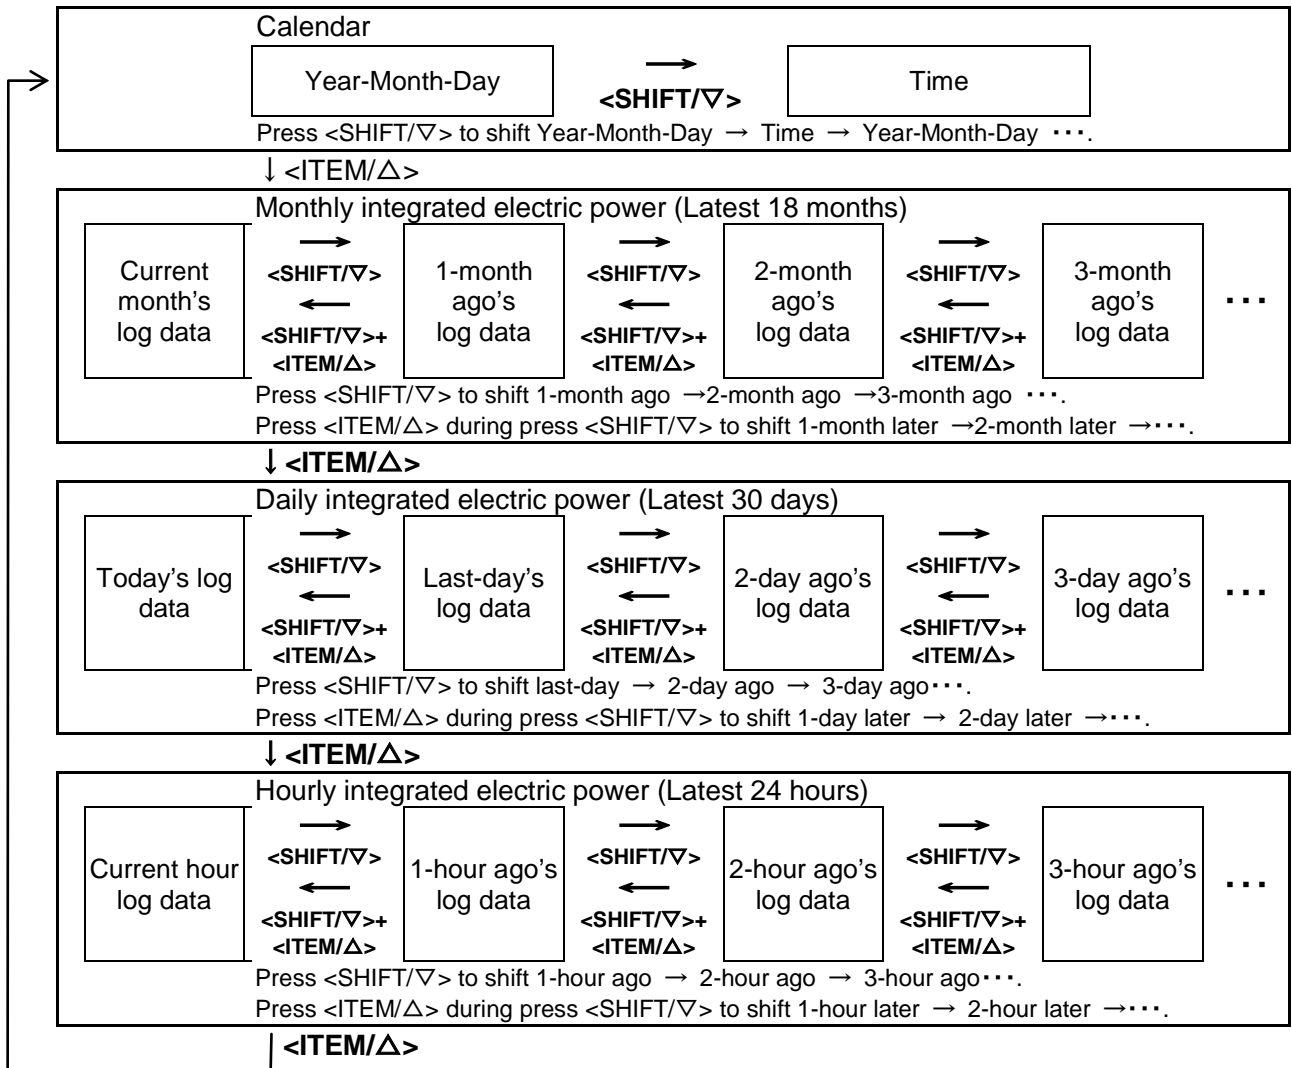 Calendar
Year-Month-Day → <SHIFT/▽> Time
Press <SHIFT/▽> to shift Year-Month-Day → Time → Year-Month-Day ･･･.
↓ <ITEM/△>
Monthly integrated electric power (Latest 18 months)
Current month's log data
→
<SHIFT/▽>
←
<SHIFT/▽>+
<ITEM/△>
1-month ago's log data
→
<SHIFT/▽>
←
<SHIFT/▽>+
<ITEM/△>
2-month ago's log data
→
<SHIFT/▽>
←
<SHIFT/▽>+
<ITEM/△>
3-month ago's log data
･･･
Press <SHIFT/▽> to shift 1-month ago →2-month ago →3-month ago ･･･.
Press <ITEM/△> during press <SHIFT/▽> to shift 1-month later →2-month later →･･･.
↓ <ITEM/△>
Daily integrated electric power (Latest 30 days)
Today's log data
→
<SHIFT/▽>
←
<SHIFT/▽>+
<ITEM/△>
Last-day's log data
→
<SHIFT/▽>
←
<SHIFT/▽>+
<ITEM/△>
2-day ago's log data
→
<SHIFT/▽>
←
<SHIFT/▽>+
<ITEM/△>
3-day ago's log data
･･･
Press <SHIFT/▽> to shift last-day → 2-day ago → 3-day ago･･･.
Press <ITEM/△> during press <SHIFT/▽> to shift 1-day later → 2-day later →･･･.
↓ <ITEM/△>
Hourly integrated electric power (Latest 24 hours)
Current hour log data
→
<SHIFT/▽>
←
<SHIFT/▽>+
<ITEM/△>
1-hour ago's log data
→
<SHIFT/▽>
←
<SHIFT/▽>+
<ITEM/△>
2-hour ago's log data
→
<SHIFT/▽>
←
<SHIFT/▽>+
<ITEM/△>
3-hour ago's log data
･･･
Press <SHIFT/▽> to shift 1-hour ago → 2-hour ago → 3-hour ago･･･.
Press <ITEM/△> during press <SHIFT/▽> to shift 1-hour later → 2-hour later →･･･.
<ITEM/△>